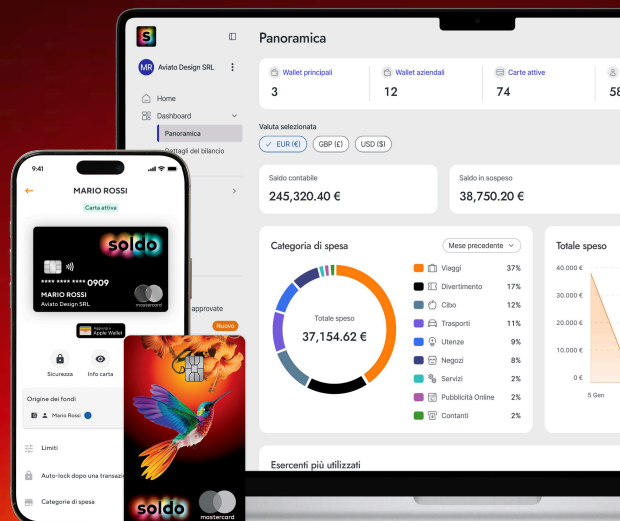 S
Panoramica
MR Aviato Design SRL
Home
Dashboard
Panoramica
Dettagli del bilancio
approvate
Wallet principali
3
Wallet aziendali
12
Carte attive
74
58
Valuta selezionata
EUR (€) GBP (£) USD ($)
Saldo contabile
245,320.40 €
Saldo in sospeso
38,750.20 €
Categoria di spesa
Mese precedente
Totale speso
37,154.62 €
Viaggi 37%
Divertimento 17%
Cibo 12%
Trasporti 11%
Utenze 9%
Negozi 8%
Servizi 2%
Pubblicità Online 2%
Contanti 2%
Totale speso
40.000 €
30.000 €
20.000 €
10.000 €
0 €
5 Gen
Esercenti più utilizzati
9:41
MARIO ROSSI
Carta attiva
soldo
**** **** **** 0909
MARIO ROSSI
Aviato Design SRL
mastercard
Aggiungi a
Apple Wallet
Sicurezza Info carta
Origine dei fondi
Mario Rossi
Limiti
Auto-lock dopo una transazi
Categorie di spesa
Nuovo
soldo
mastercard